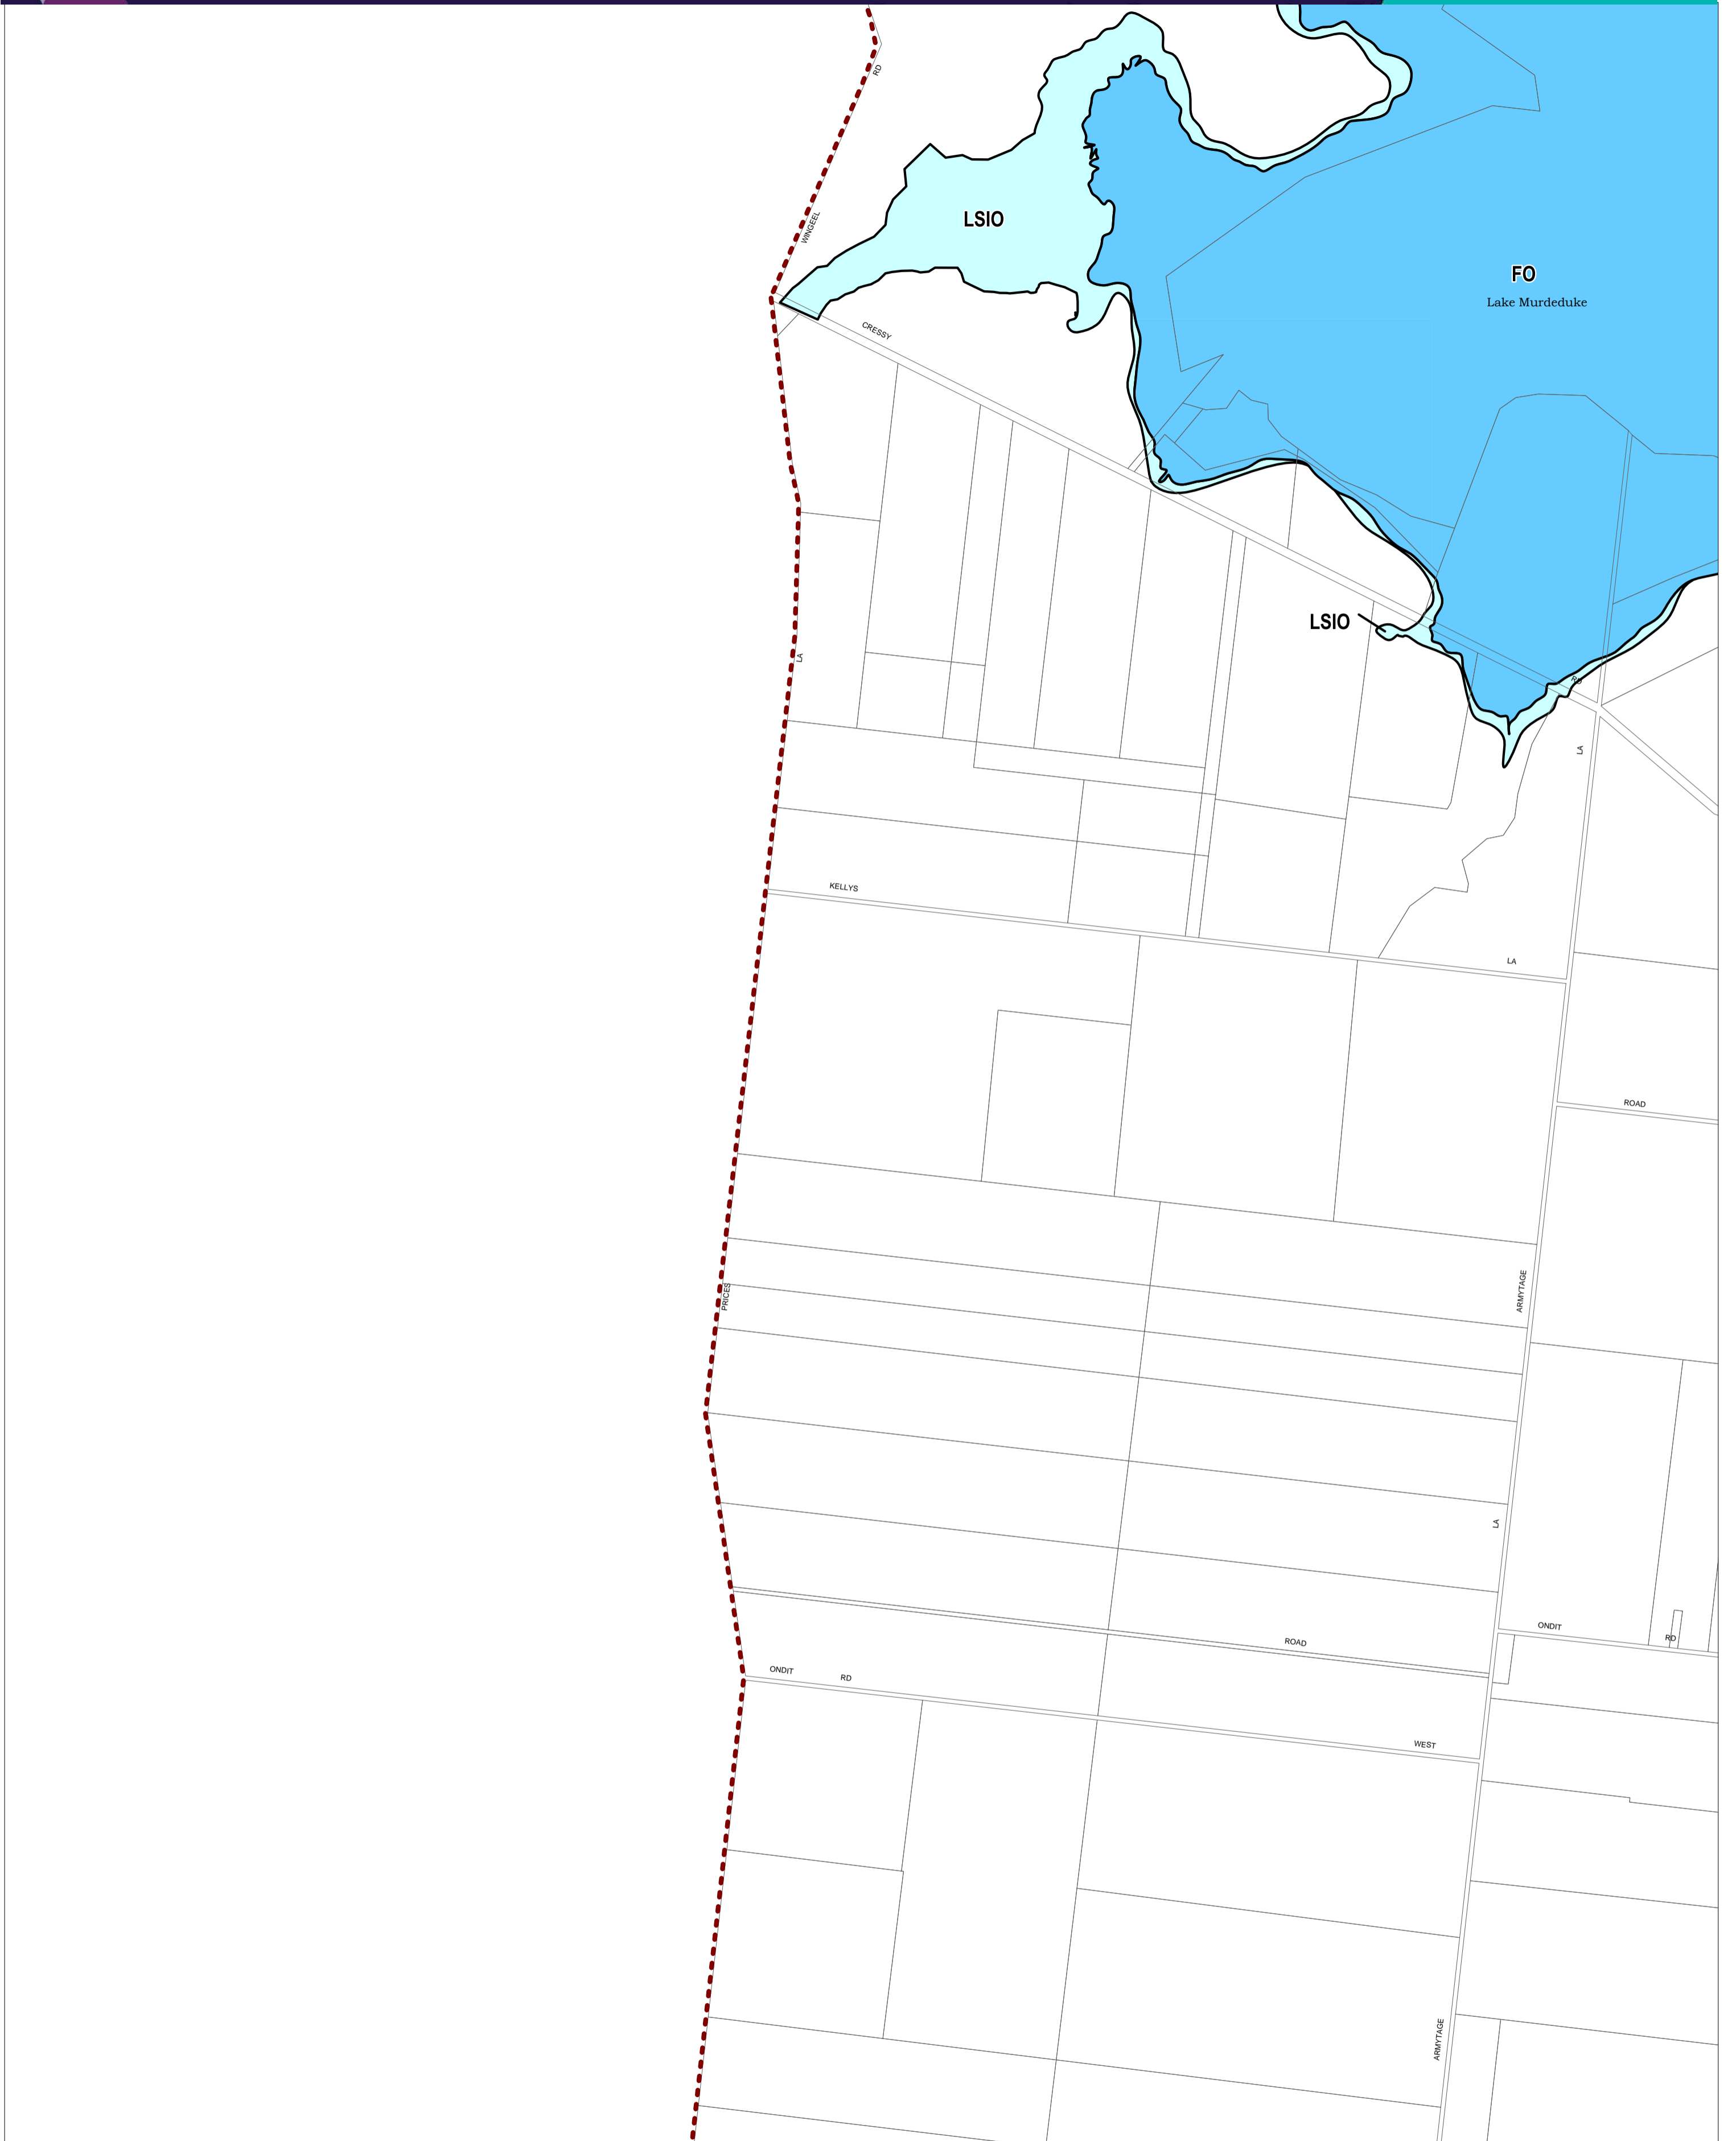 RD
WINGEEL
LSIO
FO
Lake Murdeduke
CRESSY
LSIO
LA
RD
LA
KELLYS
LA
ROAD
PRICES
ARMYTAGE
LA
ONDIT
RD
ROAD
ONDIT
RD
WEST
ARMYTAGE